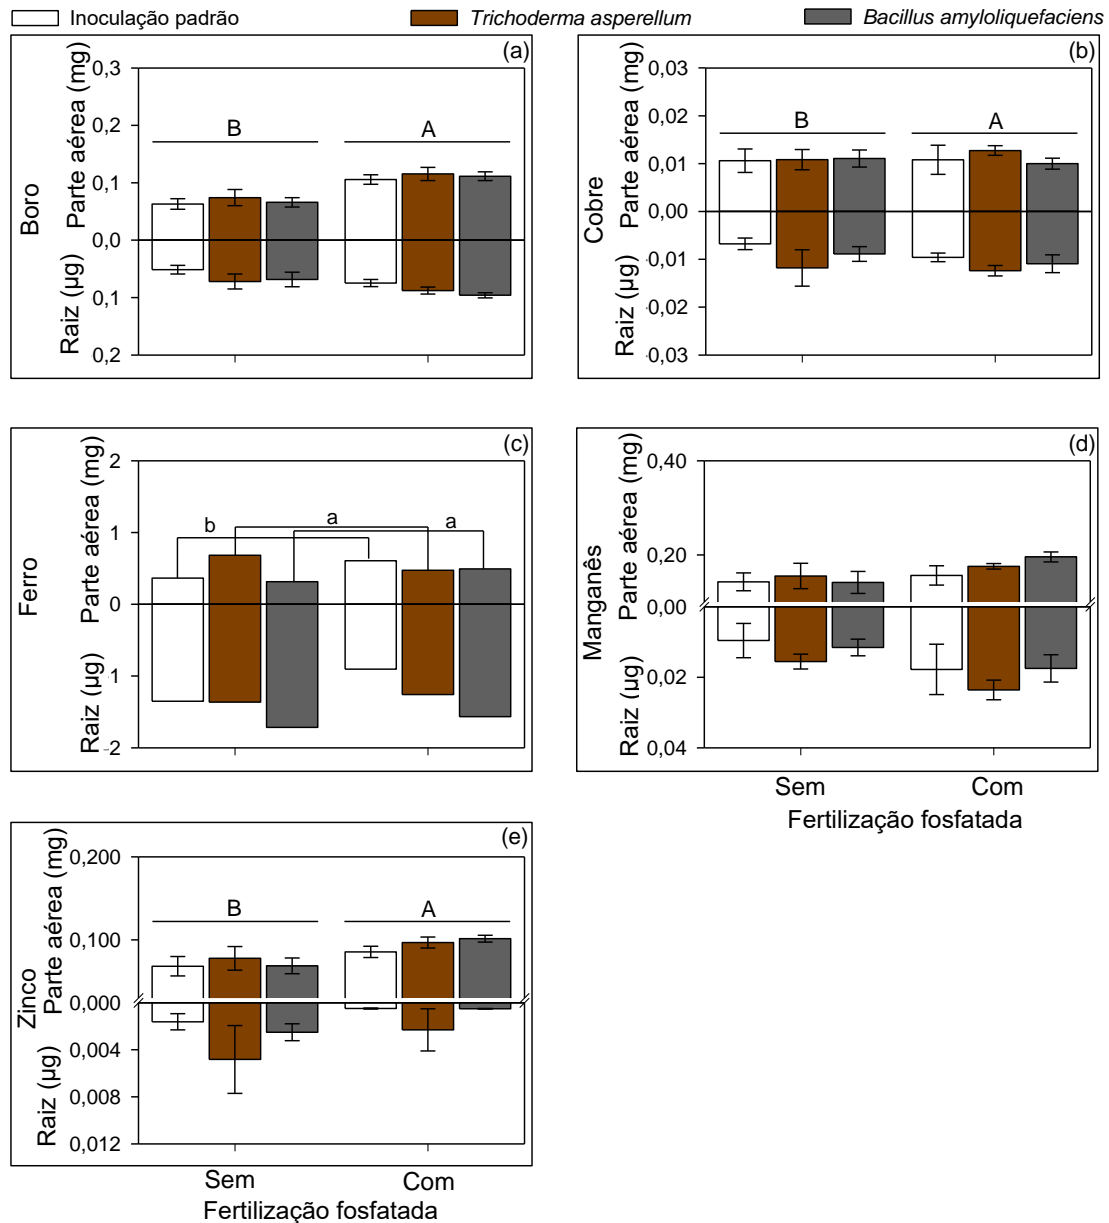 Inoculação padrão
Trichoderma asperellum
Bacillus amyloliquefaciens
(a)
Boro
Parte aérea (mg)
Raiz (µg)
0,3
0,2
0,1
0,0
0,1
0,2
B
A
(b)
Cobre
Parte aérea (mg)
Raiz (µg)
0,03
0,02
0,01
0,00
-0,01
0,02
-0,03
B
A
(c)
Ferro
Parte aérea (mg)
Raiz (µg)
2
1
0
-1
-2
b
a
a
(d)
Manganês
Parte aérea (mg)
Raiz (µg)
0,40
0,20
0,00
0,02
0,04
Sem
Com
Fertilização fosfatada
(e)
Zinco
Parte aérea (mg)
Raiz (µg)
0,200
0,100
0,000
0,004
0,008
0,012
B
A
Sem
Com
Fertilização fosfatada